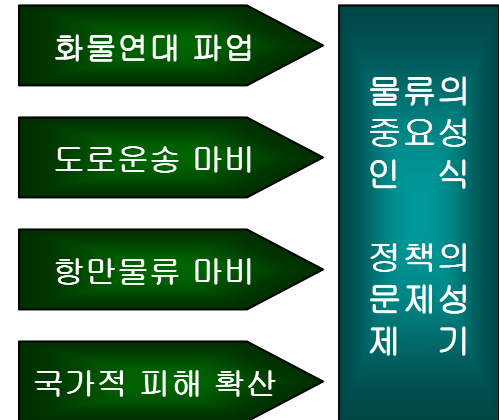 화물연대 파업
도로운송 마비
항만물류 마비
국가적 피해 확산
물류의
중요성
인 식
정책의
문제성
제 기